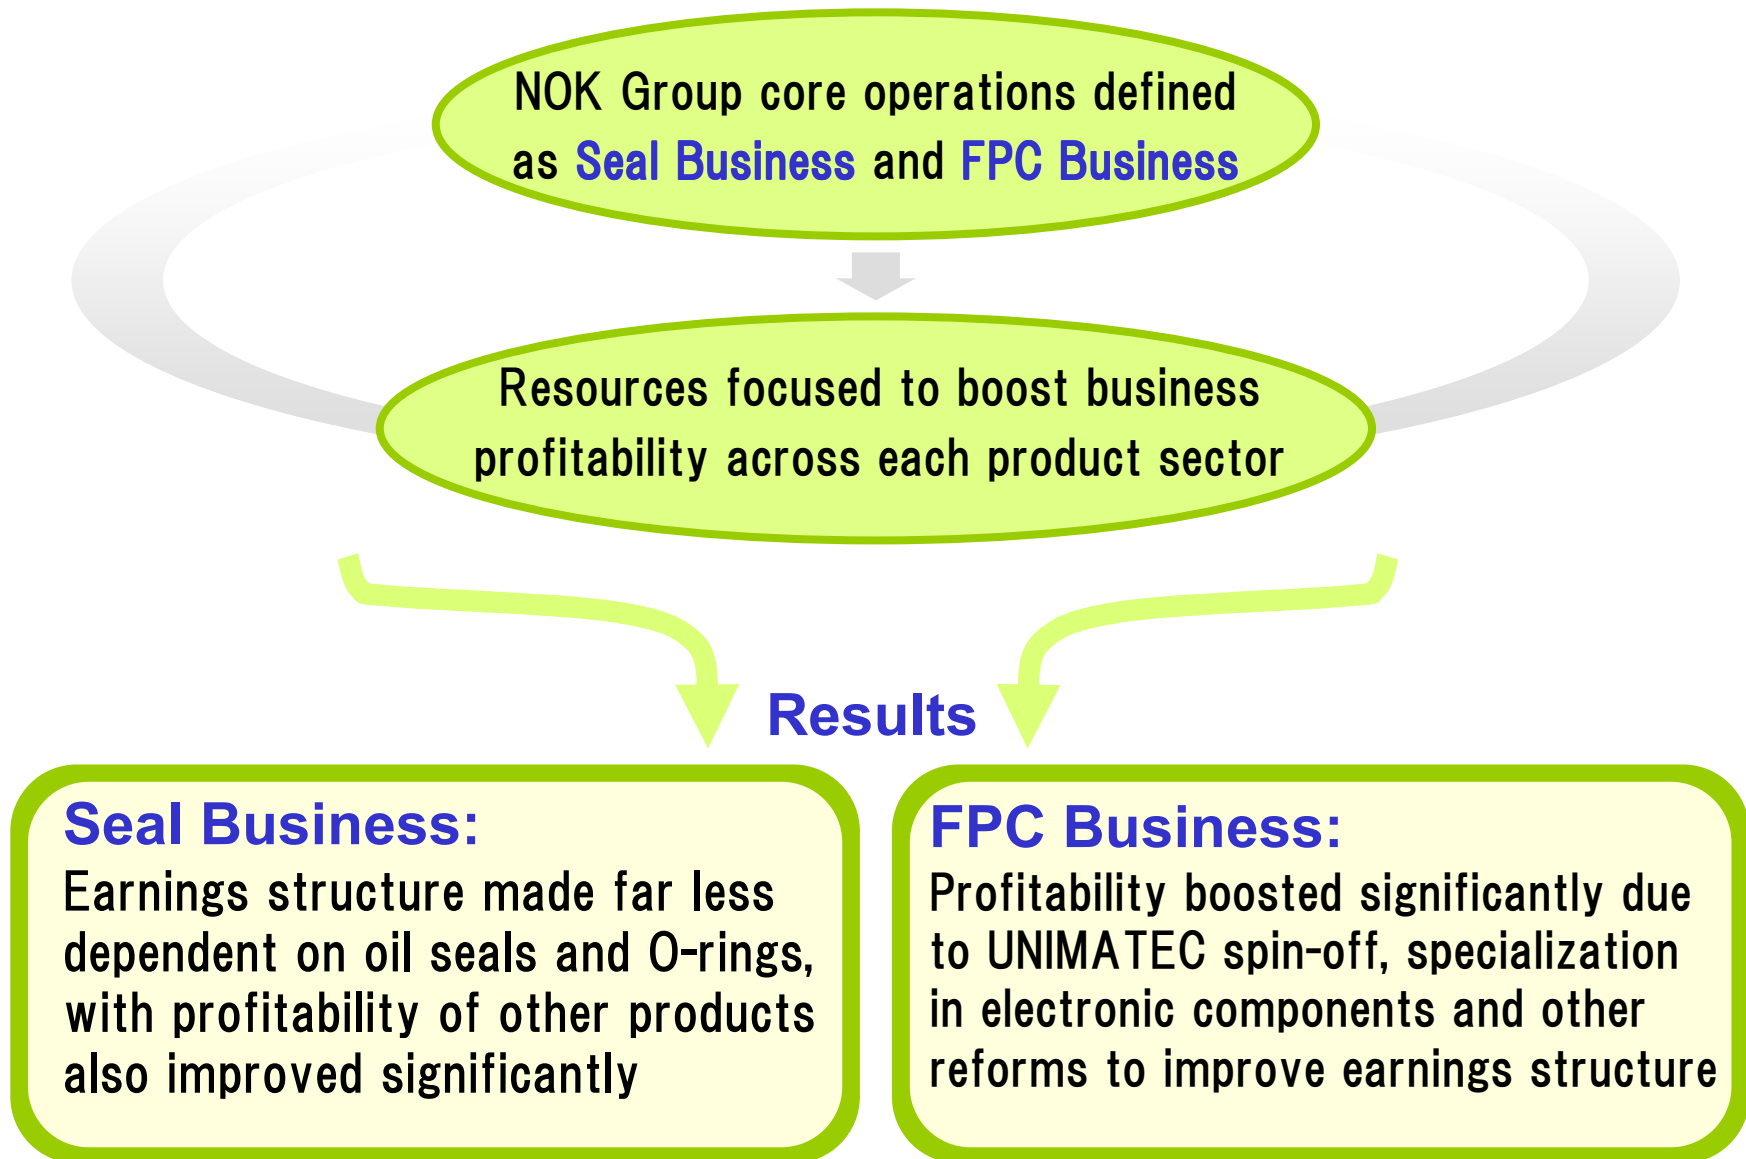 NOK Group core operations defined
as Seal Business and FPC Business
Resources focused to boost business
profitability across each product sector
Results
Seal Business:
Earnings structure made far less
dependent on oil seals and O-rings,
with profitability of other products
also improved significantly
FPC Business:
Profitability boosted significantly due
to UNIMATEC spin-off, specialization
in electronic components and other
reforms to improve earnings structure